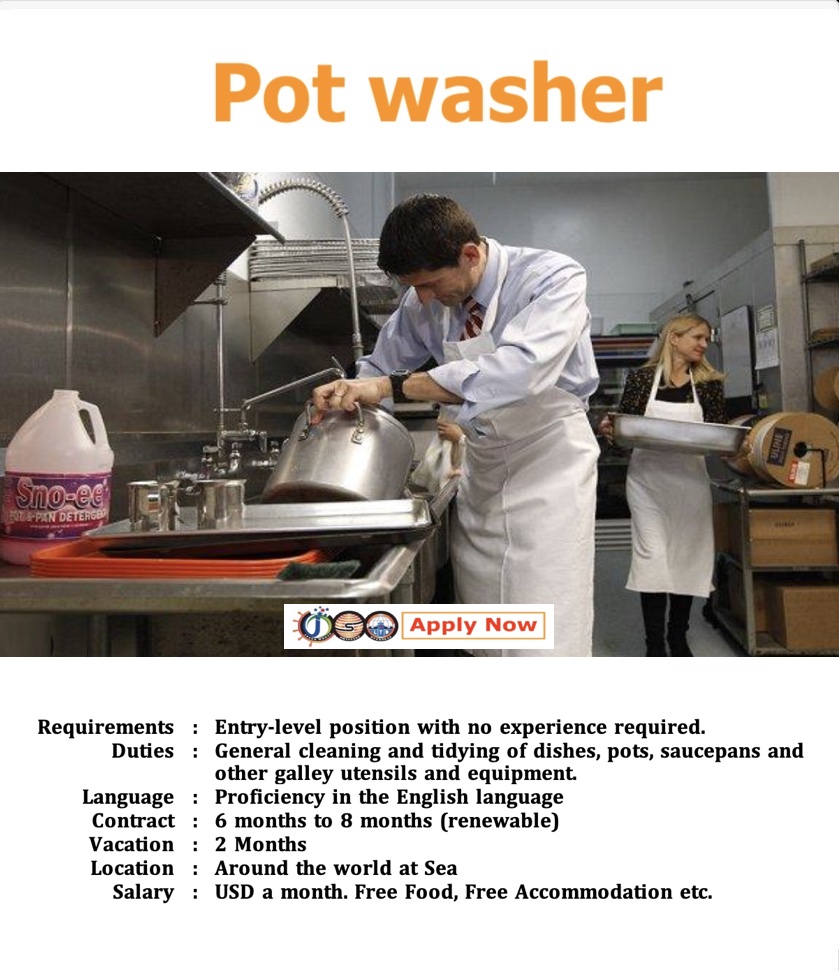 Pot washer
Sno-ee
POT & PAN DETERGENT
ULINE
JSO
Apply Now
Requirements : Entry-level position with no experience required.
Duties : General cleaning and tidying of dishes, pots, saucepans and
other galley utensils and equipment.
Language : Proficiency in the English language
Contract : 6 months to 8 months (renewable)
Vacation : 2 Months
Location : Around the world at Sea
Salary : USD a month. Free Food, Free Accommodation etc.